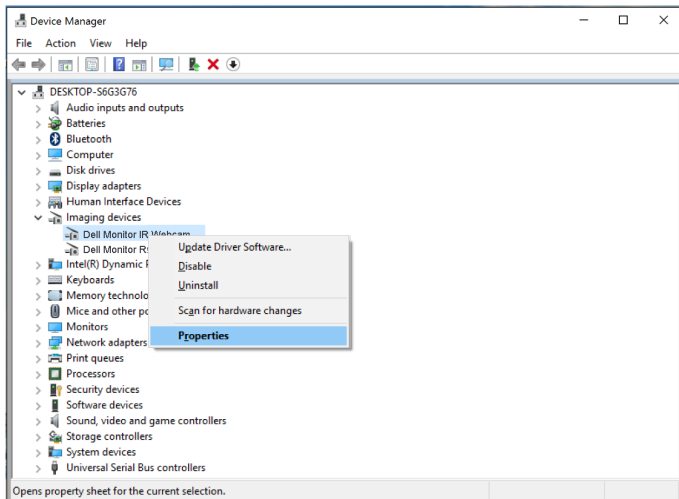 Device Manager
File Action View Help
DESKTOP-S6G3G76
Audio inputs and outputs
Batteries
Bluetooth
Computer
Disk drives
Display adapters
Human Interface Devices
Imaging devices
Dell Monitor IR Webcam
Dell Monitor
Update Driver Software...
Disable
Uninstall
Scan for hardware changes
Properties
Intel(R) Dynamic
Keyboards
Memory
Mice and other
Monitors
Network adapters
Print queues
Processors
Security devices
Software devices
Sound, video and game controllers
Storage controllers
System devices
Universal Serial Bus controllers
Opens property sheet for the current selection.